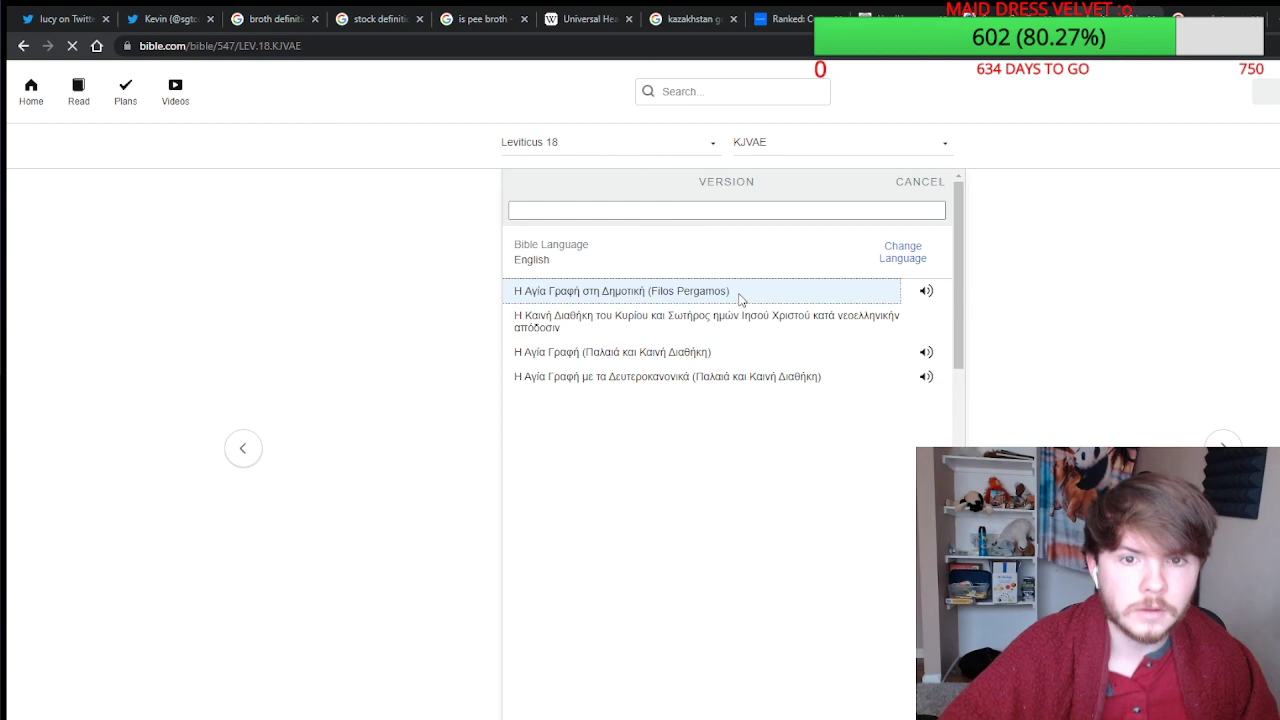 lucy on Twitte
Kevin (@sgtc
broth definiti
stock definiti
is pee broth -
Universal Hea
kazakhstan g
Ranked: C
MAID DRESS VELVET :o
bible.com/bible/547/LEV.18.KJVAE
602 (80.27%)
0
634 DAYS TO GO
750
Home
Read
Plans
Videos
Search...
Leviticus 18
KJVAE
VERSION
CANCEL
Bible Language
English
Change
Language
Η Αγία Γραφή στη Δημοτική (Filos Pergamos)
Η Καινή Διαθήκη του Κυρίου και Σωτήρος ημών Ιησού Χριστού κατά νεοελληνικήν
απόδοσιν
Η Αγία Γραφή (Παλαιά και Καινή Διαθήκη)
Η Αγία Γραφή με τα Δευτεροκανονικά (Παλαιά και Καινή Διαθήκη)